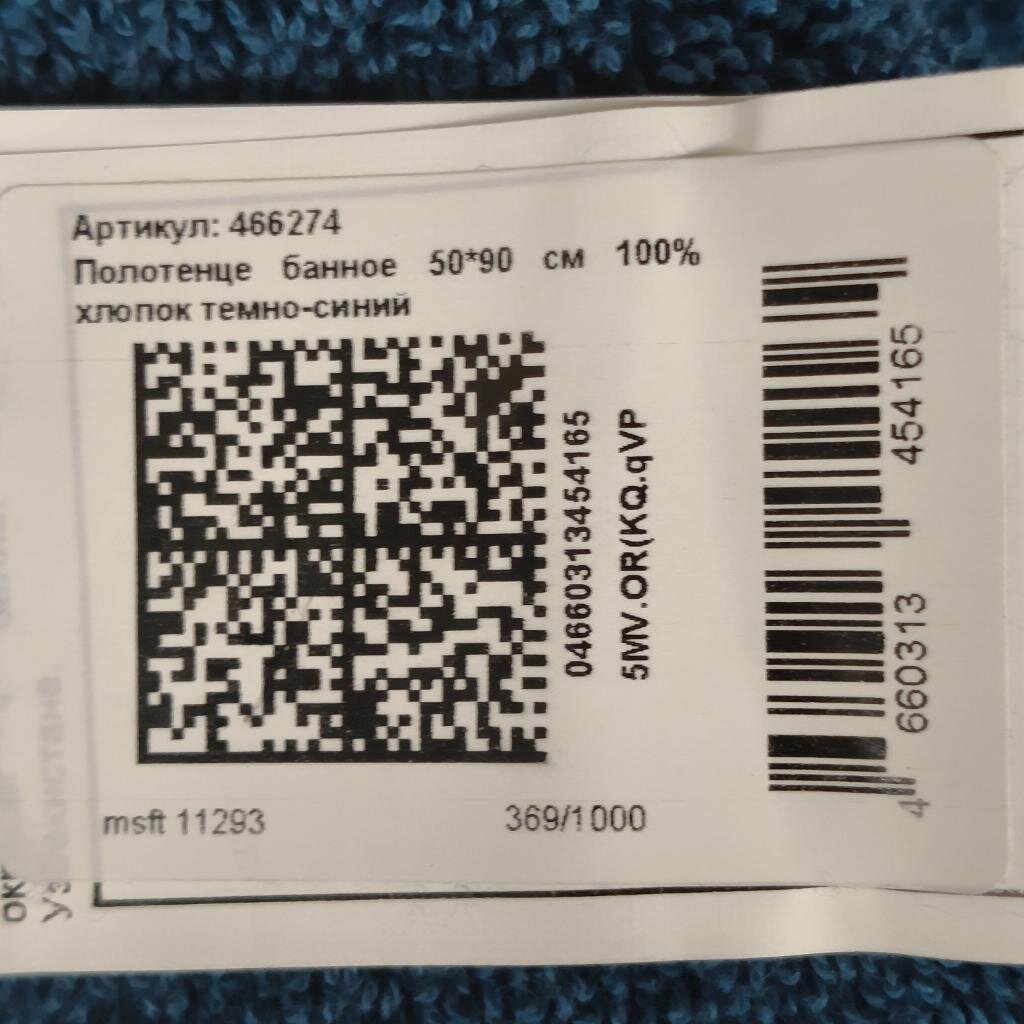 Артикул: 466274
Полотенце банное 50*90 см 100%
хлопок темно-синий
04660313454165
5MV.OR(KQ.qVP
4 660313 454165
msft 11293
369/1000